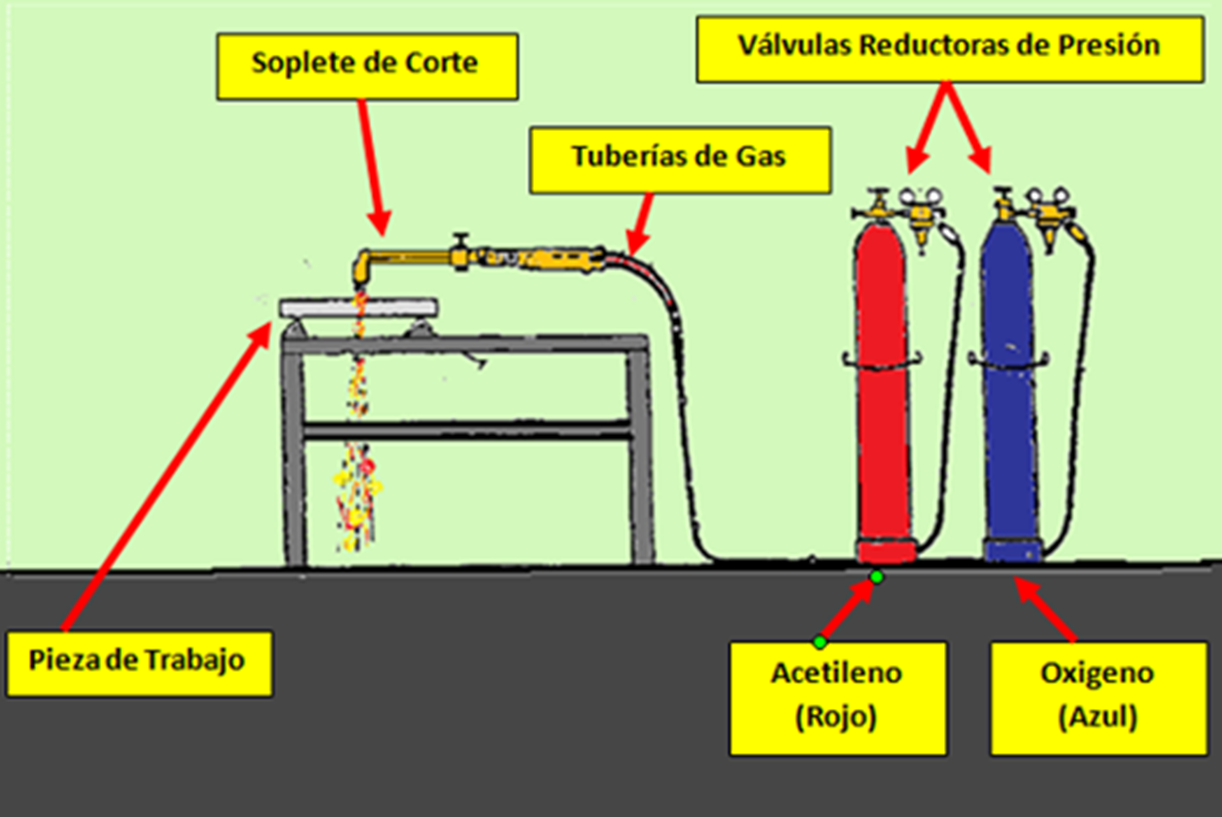 Soplete de Corte
Válvulas Reductoras de Presión
Tuberías de Gas
Pieza de Trabajo
Acetileno
(Rojo)
Oxigeno
(Azul)